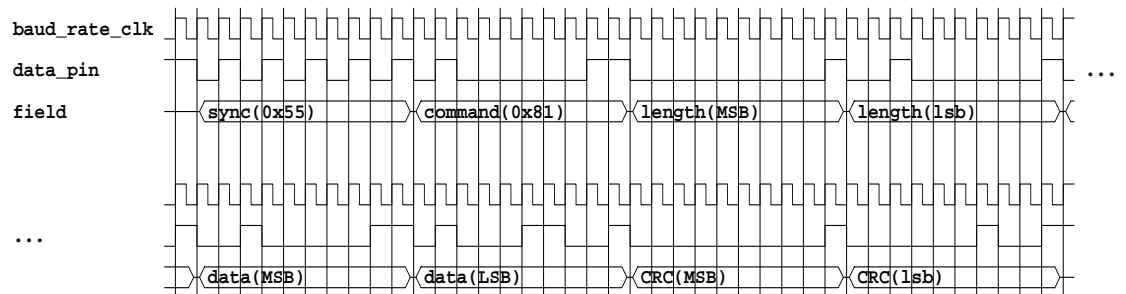 baud_rate_clk
data_pin ...
field sync(0x55) command(0x81) length(MSB) length(lsb)
...
data(MSB) data(LSB) CRC(MSB) CRC(lsb)